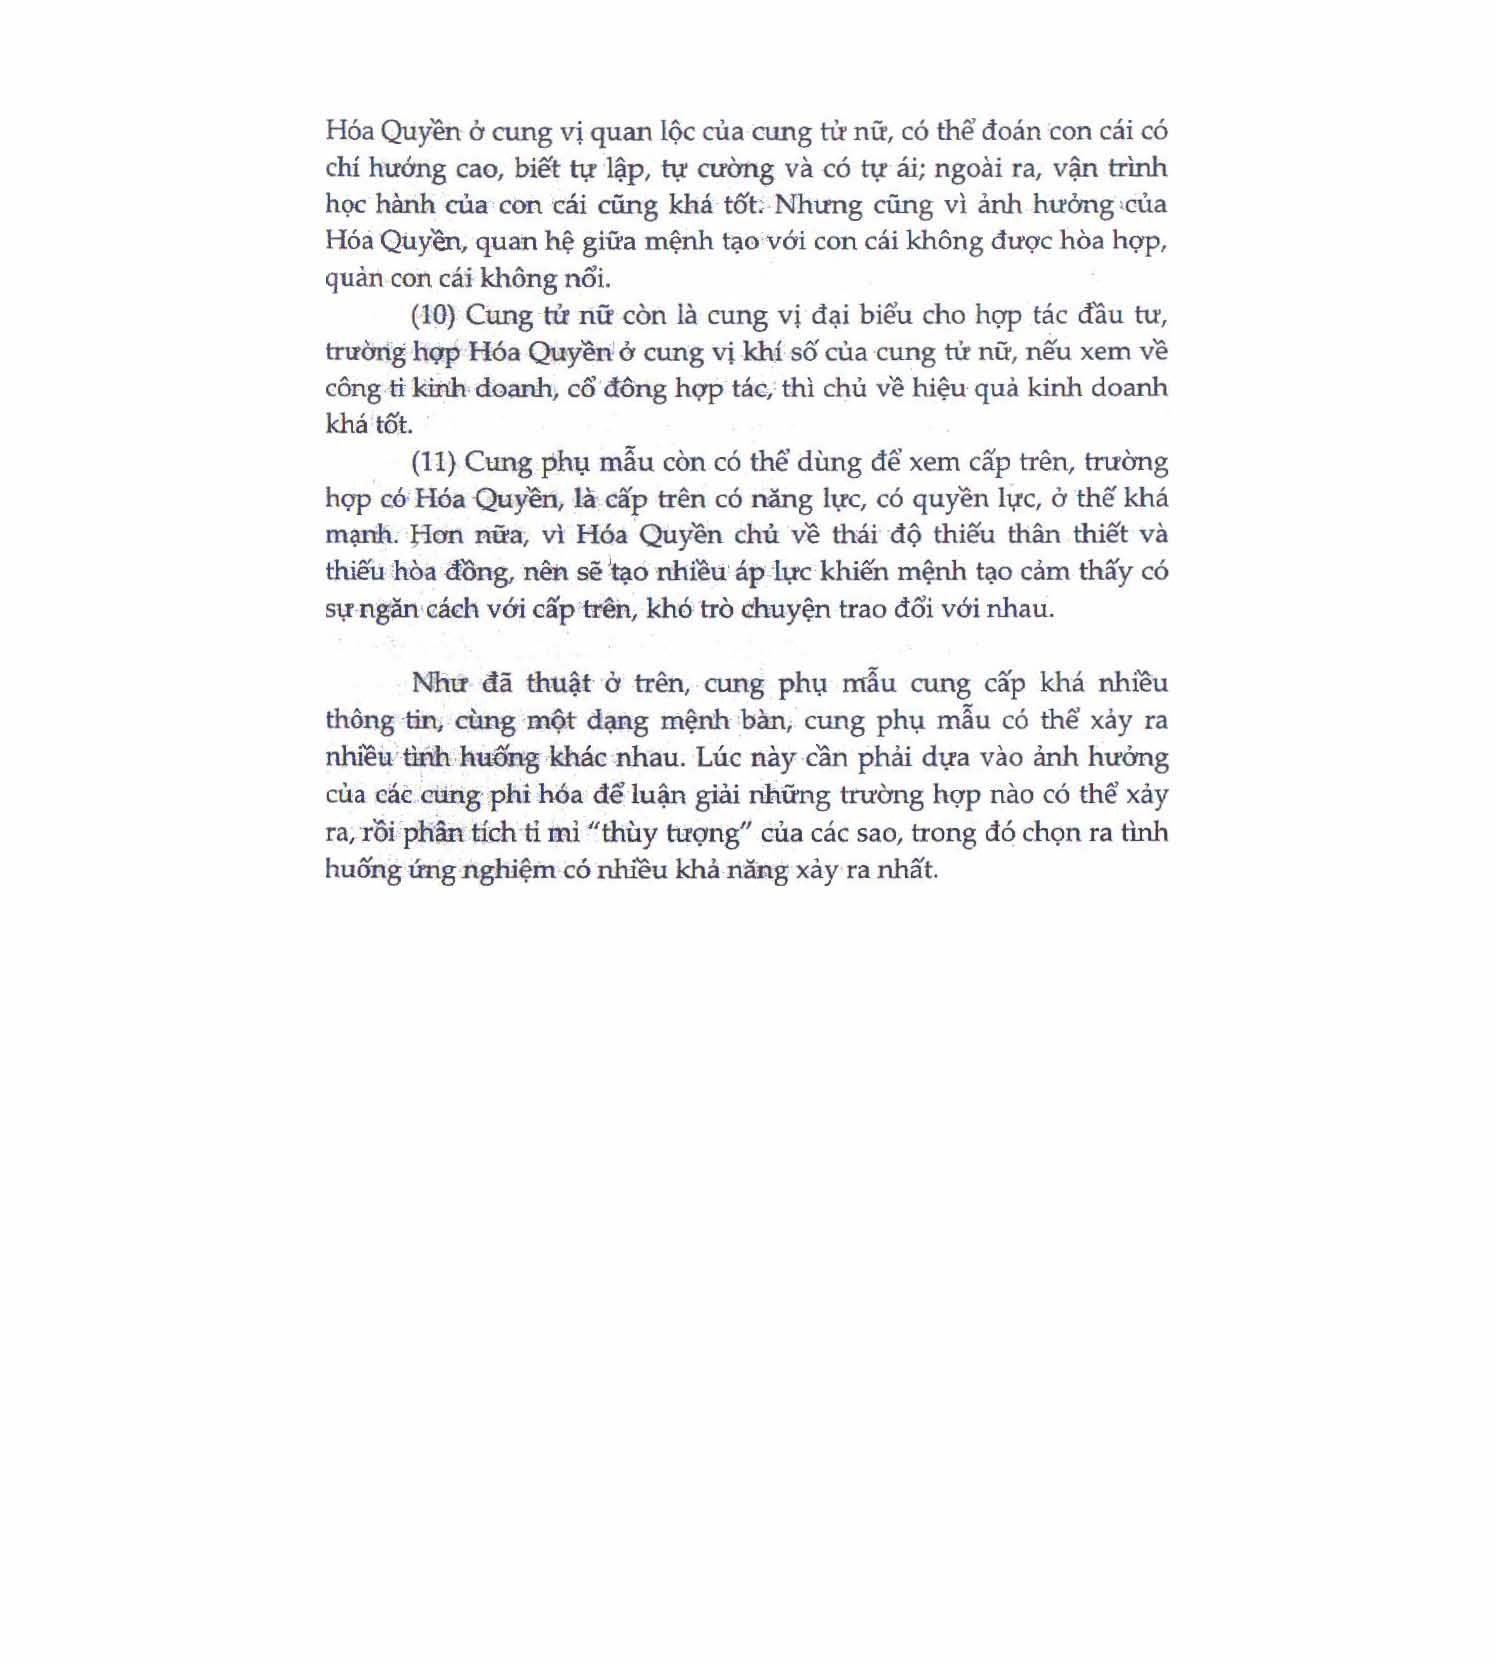 Hóa Quyền ở cung vị quan lộc của cung tử nữ, có thể đoán con cái có
chí hướng cao, biết tự lập, tự cường và có tự ái; ngoài ra, vận trình
học hành của con cái cũng khá tốt. Nhưng cũng vì ảnh hưởng của
Hóa Quyền, quan hệ giữa mệnh tạo với con cái không được hòa hợp,
quản con cái không nổi.
(10) Cung tử nữ còn là cung vị đại biểu cho hợp tác đầu tư,
trường hợp Hóa Quyền ở cung vị khí số của cung tử nữ, nếu xem về
công ti kinh doanh, cổ đông hợp tác, thì chủ về hiệu quả kinh doanh
khá tốt.
(11) Cung phụ mẫu còn có thể dùng để xem cấp trên, trường
hợp có Hóa Quyền, là cấp trên có năng lực, có quyền lực, ở thế khá
mạnh. Hơn nữa, vì Hóa Quyền chủ về thái độ thiếu thân thiết và
thiếu hòa đồng, nên sẽ tạo nhiều áp lực khiến mệnh tạo cảm thấy có
sự ngăn cách với cấp trên, khó trò chuyện trao đổi với nhau.
Như đã thuật ở trên, cung phụ mẫu cung cấp khá nhiều
thông tin, cùng một dạng mệnh bàn, cung phụ mẫu có thể xảy ra
nhiều tình huống khác nhau. Lúc này cần phải dựa vào ảnh hưởng
của các cung phi hóa để luận giải những trường hợp nào có thể xảy
ra, rồi phân tích tỉ mỉ "thùy tượng" của các sao, trong đó chọn ra tình
huống ứng nghiệm có nhiều khả năng xảy ra nhất.